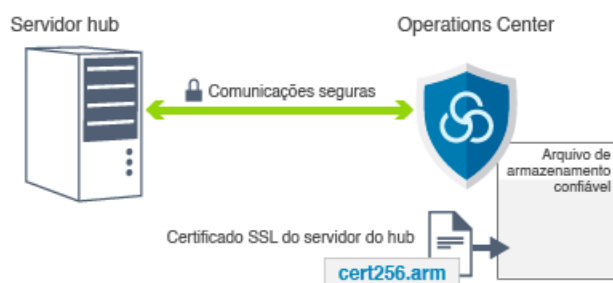 Servidor hub
Operations Center
Comunicações seguras
Arquivo de
armazenamento
confiável
Certificado SSL do servidor do hub
cert256.arm